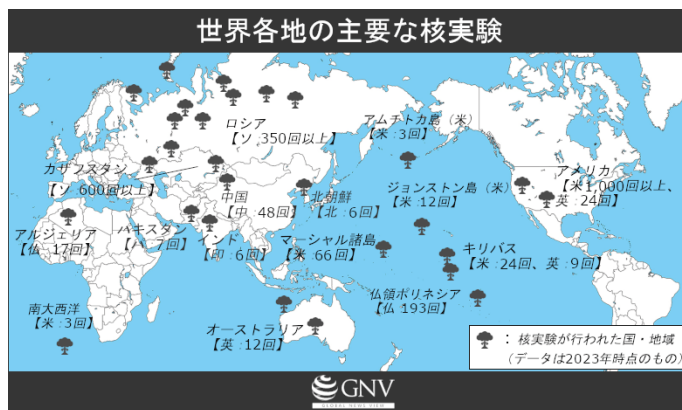 世界各地の主要な核実験
ロシア
【ソ :350回以上】
アムチトカ島（米）
【米 :3回】
カザフスタン
【ソ :600回以上】
中国
【中 :48回】
北朝鮮
【北 :6回】
ジョンストン島（米）
【米 :12回】
アメリカ
【米 1,000回以上、
英 : 24回】
アルジェリア
【仏 :17回】
パキスタン
【パ :7回】
インド
【印 :6回】
マーシャル諸島
【米 :66回】
キリバス
【米 :24回、英 :9回】
仏領ポリネシア
【仏 193回】
南大西洋
【米 :3回】
オーストラリア
【英 :12回】
： 核実験が行われた国・地域
（データは2023年時点のもの）
GNV
GLOBAL NEWS VIEW